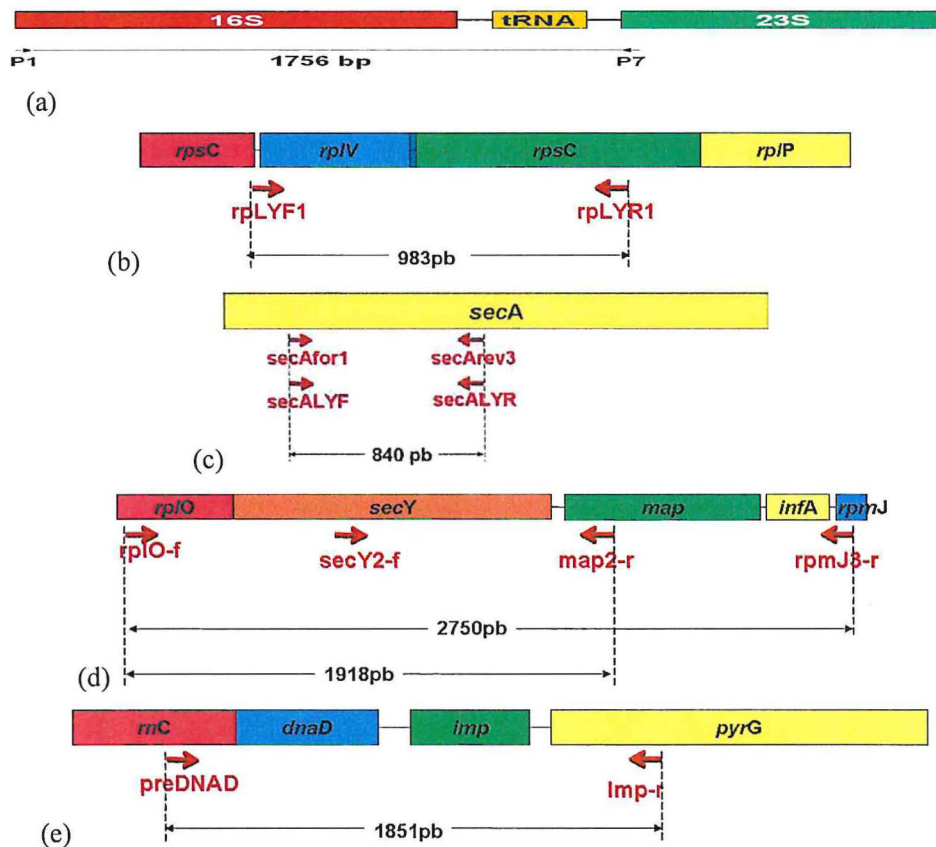 16S tRNA 23S
P1 1756 bp P7
(a)
rpsC rplV rpsC rplP
rpLYF1 rpLYR1
983pb
(b)
secA
secAfor1 secArev3
secALYF secALYR
840 pb
(c)
rplO secY map infA rpmJ
rplO-f secY2-f map2-r rpmJ3-r
2750pb
1918pb
(d)
rnC dnaD imp pyrG
preDNAD Imp-r
1851pb
(e)